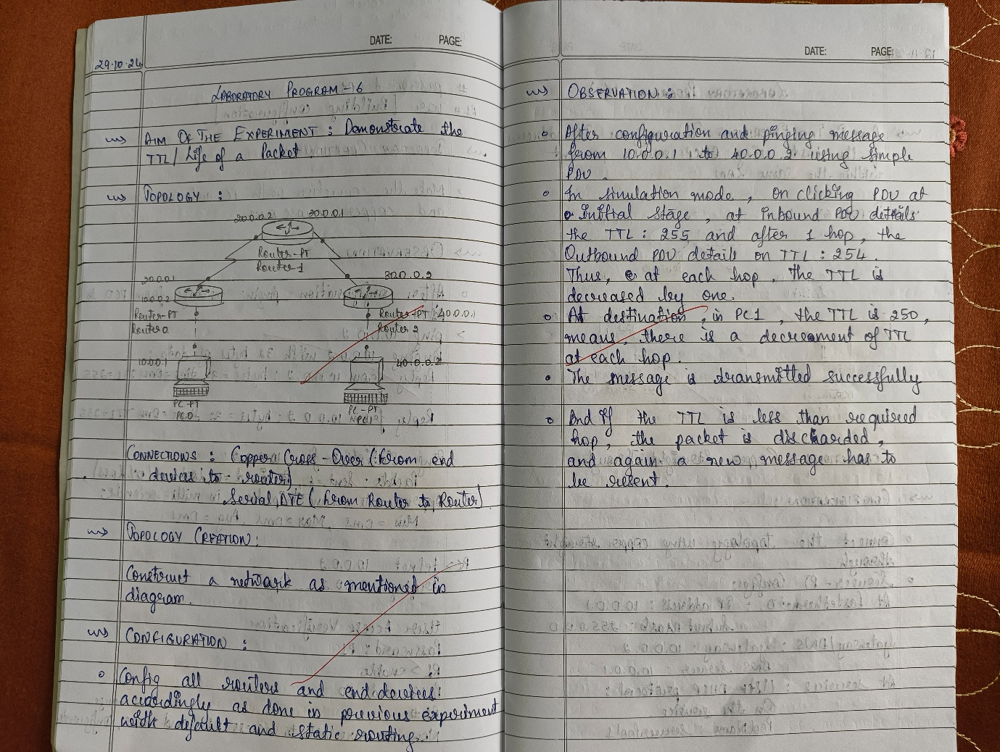 DATE: PAGE:
29.10.24
LABORATORY PROGRAM - 6
AIM OF THE EXPERIMENT : Demonstrate the
TTL/ Life of a Packet
TOPOLOGY :
20.0.0.2 30.0.0.1
Router-PT
Router 1
20.0.0.1
30.0.0.2
10.0.0.2
Router-PT
Router 0
Router-PT 40.0.0.1
Router 2
10.0.0.1
40.0.0.2
PC-PT
PC0
PC-PT
PC1
CONNECTIONS : Copper Cross-Over (from end
devices to router)
Serial DTE (from Router to Router)
TOPOLOGY CREATION :
Construct a network as mentioned in
diagram.
CONFIGURATION :
Config all routers and end devices
accordingly as done in previous experiment
with default and static routing.
DATE: PAGE:
OBSERVATION :
After configuration and pinging message
from 10.0.0.1 to 40.0.0.2 using simple
PDU.
In simulation mode, on clicking PDU at
initial stage, at inbound PDU details
the TTL : 255 and after 1 hop, the
Outbound PDU details on TTL : 254.
Thus, at each hop, the TTL is
decreased by one.
At destination, in PC1, the TTL is 250,
means, there is a decreament of TTL
at each hop.
The message is transmitted successfully
And if the TTL is less than required
hop, the packet is discharded,
and again a new message has to
be resent.